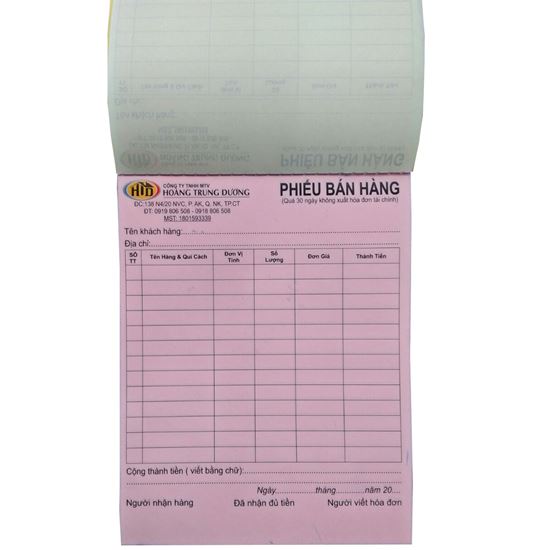 HTD
CÔNG TY TNHH MTV
HOÀNG TRUNG DƯƠNG
ĐC:138 N4/20 NVC, P. AK, Q. NK, TP.CT
ĐT: 0919 806 508 - 0918 806 508
MST: 1801593339
PHIẾU BÁN HÀNG
(Quá 30 ngày không xuất hóa đơn tài chính)
Tên khách hàng:
Địa chỉ:
SỐ TT Tên Hàng & Qui Cách Đơn Vị Tính Số Lượng Đơn Giá Thành Tiền
Cộng thành tiền ( viết bằng chữ):
Ngày..............tháng.............năm 20....
Người nhận hàng Đã nhận đủ tiền Người viết hóa đơn